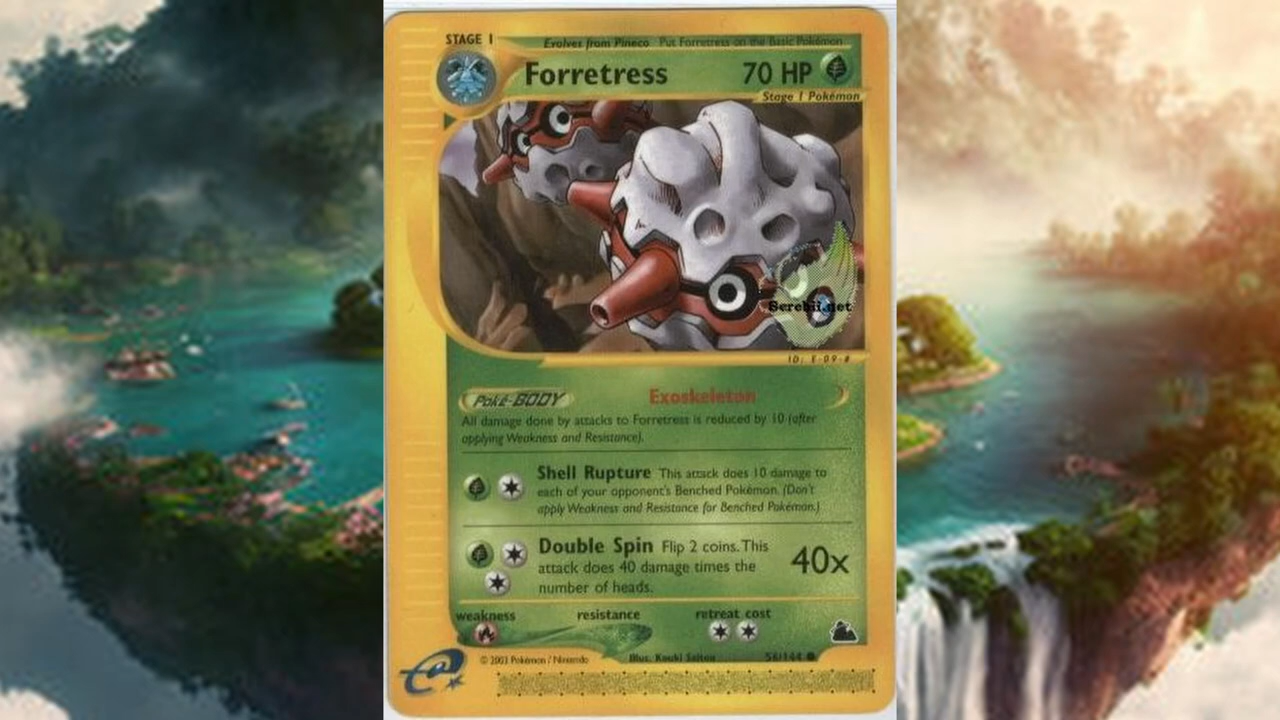 STAGE 1
Evolves from Pineco Put Forretress on the Basic Pokémon
Forretress 70 HP
Stage 1 Pokémon
Serebii.net
ID: E-09-#
Poké-BODY Exoskeleton
All damage done by attacks to Forretress is reduced by 10 (after
applying Weakness and Resistance).
Shell Rupture This attack does 10 damage to
each of your opponent's Benched Pokémon. (Don't
apply Weakness and Resistance for Benched Pokémon.)
Double Spin Flip 2 coins. This
attack does 40 damage times the
number of heads.
40x
weakness resistance retreat cost
© 2003 Pokémon / Nintendo Illus. Kouki Saitou 56/144
e